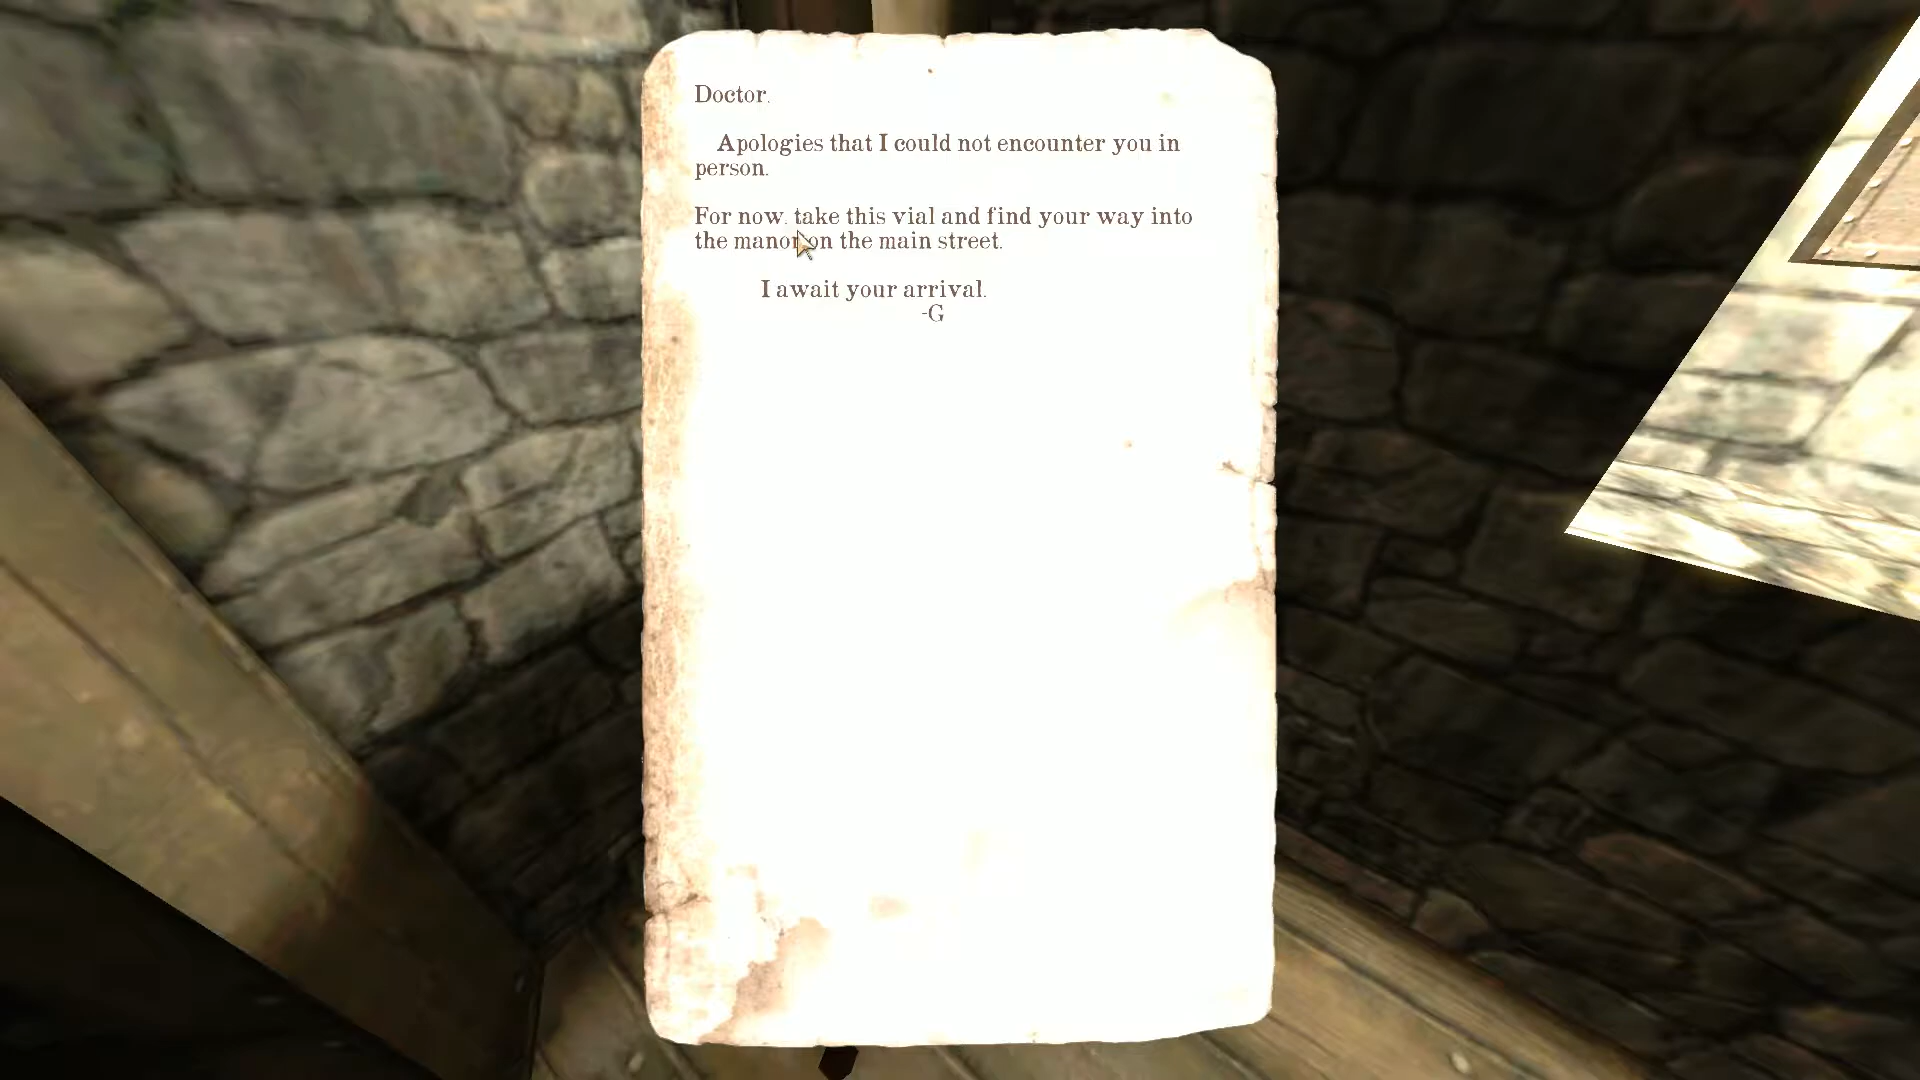 Doctor.
Apologies that I could not encounter you in
person.
For now, take this vial and find your way into
the manor on the main street.
I await your arrival.
-G